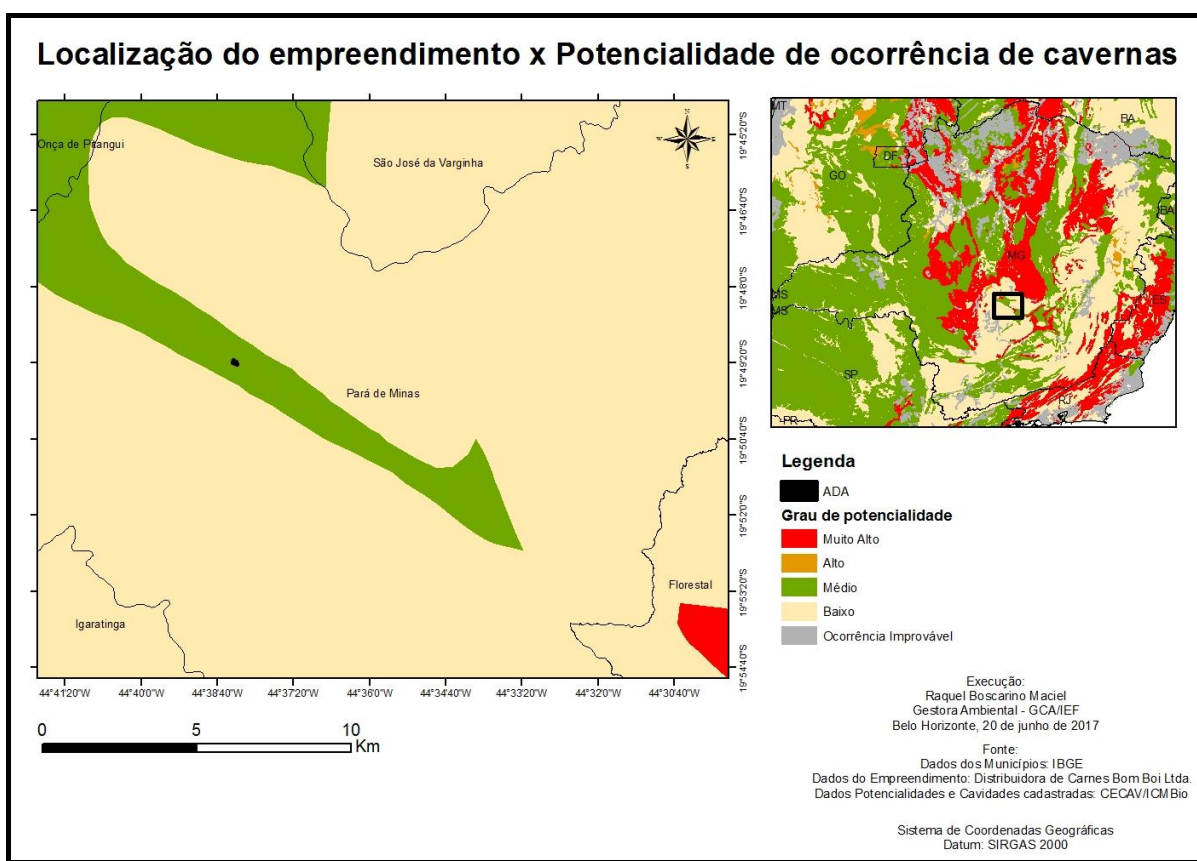 Localização do empreendimento x Potencialidade de ocorrência de cavernas
Onça de Pitangui
São José da Varginha
Pará de Minas
Florestal
Igaratinga
N
S
19°45'20"S
19°46'40"S
19°48'0"S
19°49'20"S
19°50'40"S
19°52'0"S
19°53'20"S
19°54'40"S
44°41'20"W
44°40'0"W
44°38'40"W
44°37'20"W
44°36'0"W
44°34'40"W
44°33'20"W
44°32'0"W
44°30'40"W
0
5
10
Km
MT
BA
DF
GO
BA
MG
MS
MS
ES
SP
RJ
PR
Legenda
ADA
Grau de potencialidade
Muito Alto
Alto
Médio
Baixo
Ocorrência Improvável
Execução:
Raquel Boscarino Maciel
Gestora Ambiental - GCA/IEF
Belo Horizonte, 20 de junho de 2017
Fonte:
Dados dos Municípios: IBGE
Dados do Empreendimento: Distribuidora de Carnes Bom Boi Ltda.
Dados Potencialidades e Cavidades cadastradas: CECAV/ICMBio
Sistema de Coordenadas Geográficas
Datum: SIRGAS 2000